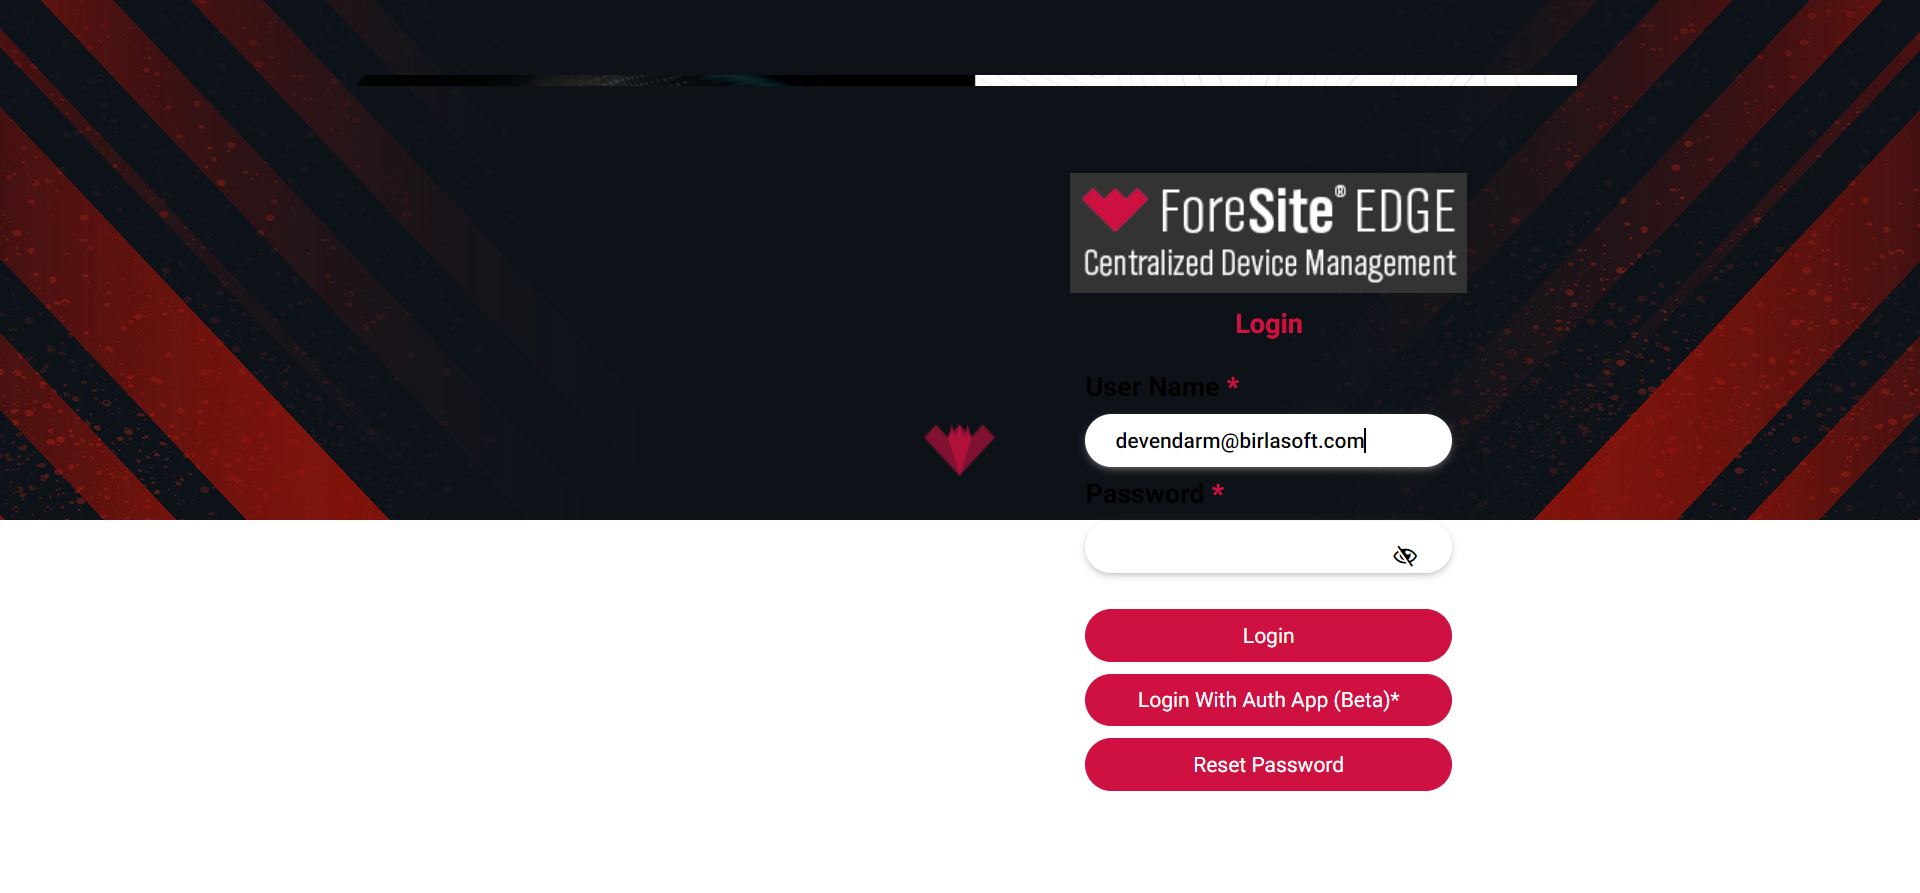 ForeSite® EDGE
Centralized Device Management
Login
User Name *
devendarm@birlasoft.com
Password *
Login
Login With Auth App (Beta)*
Reset Password